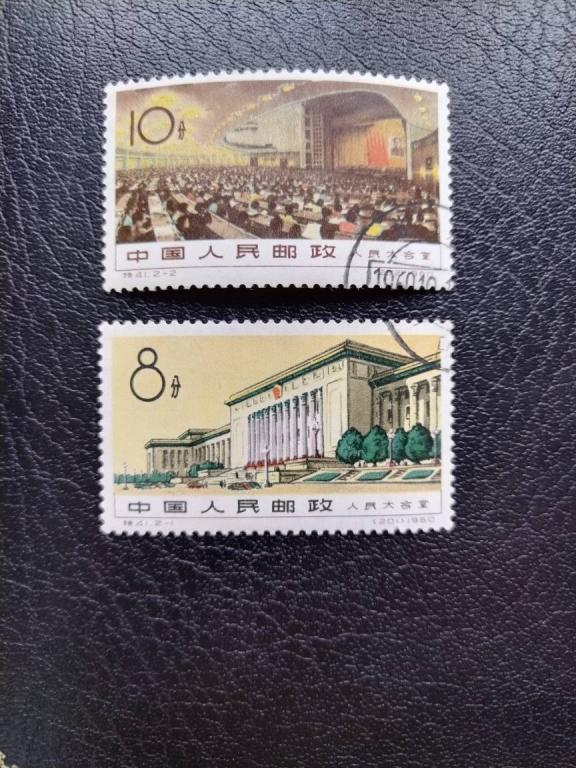 10分
中国人民邮政 人民大会堂
特41.2-2
196019
8分
中国人民邮政 人民大会堂
特41.2-1 (201)1960